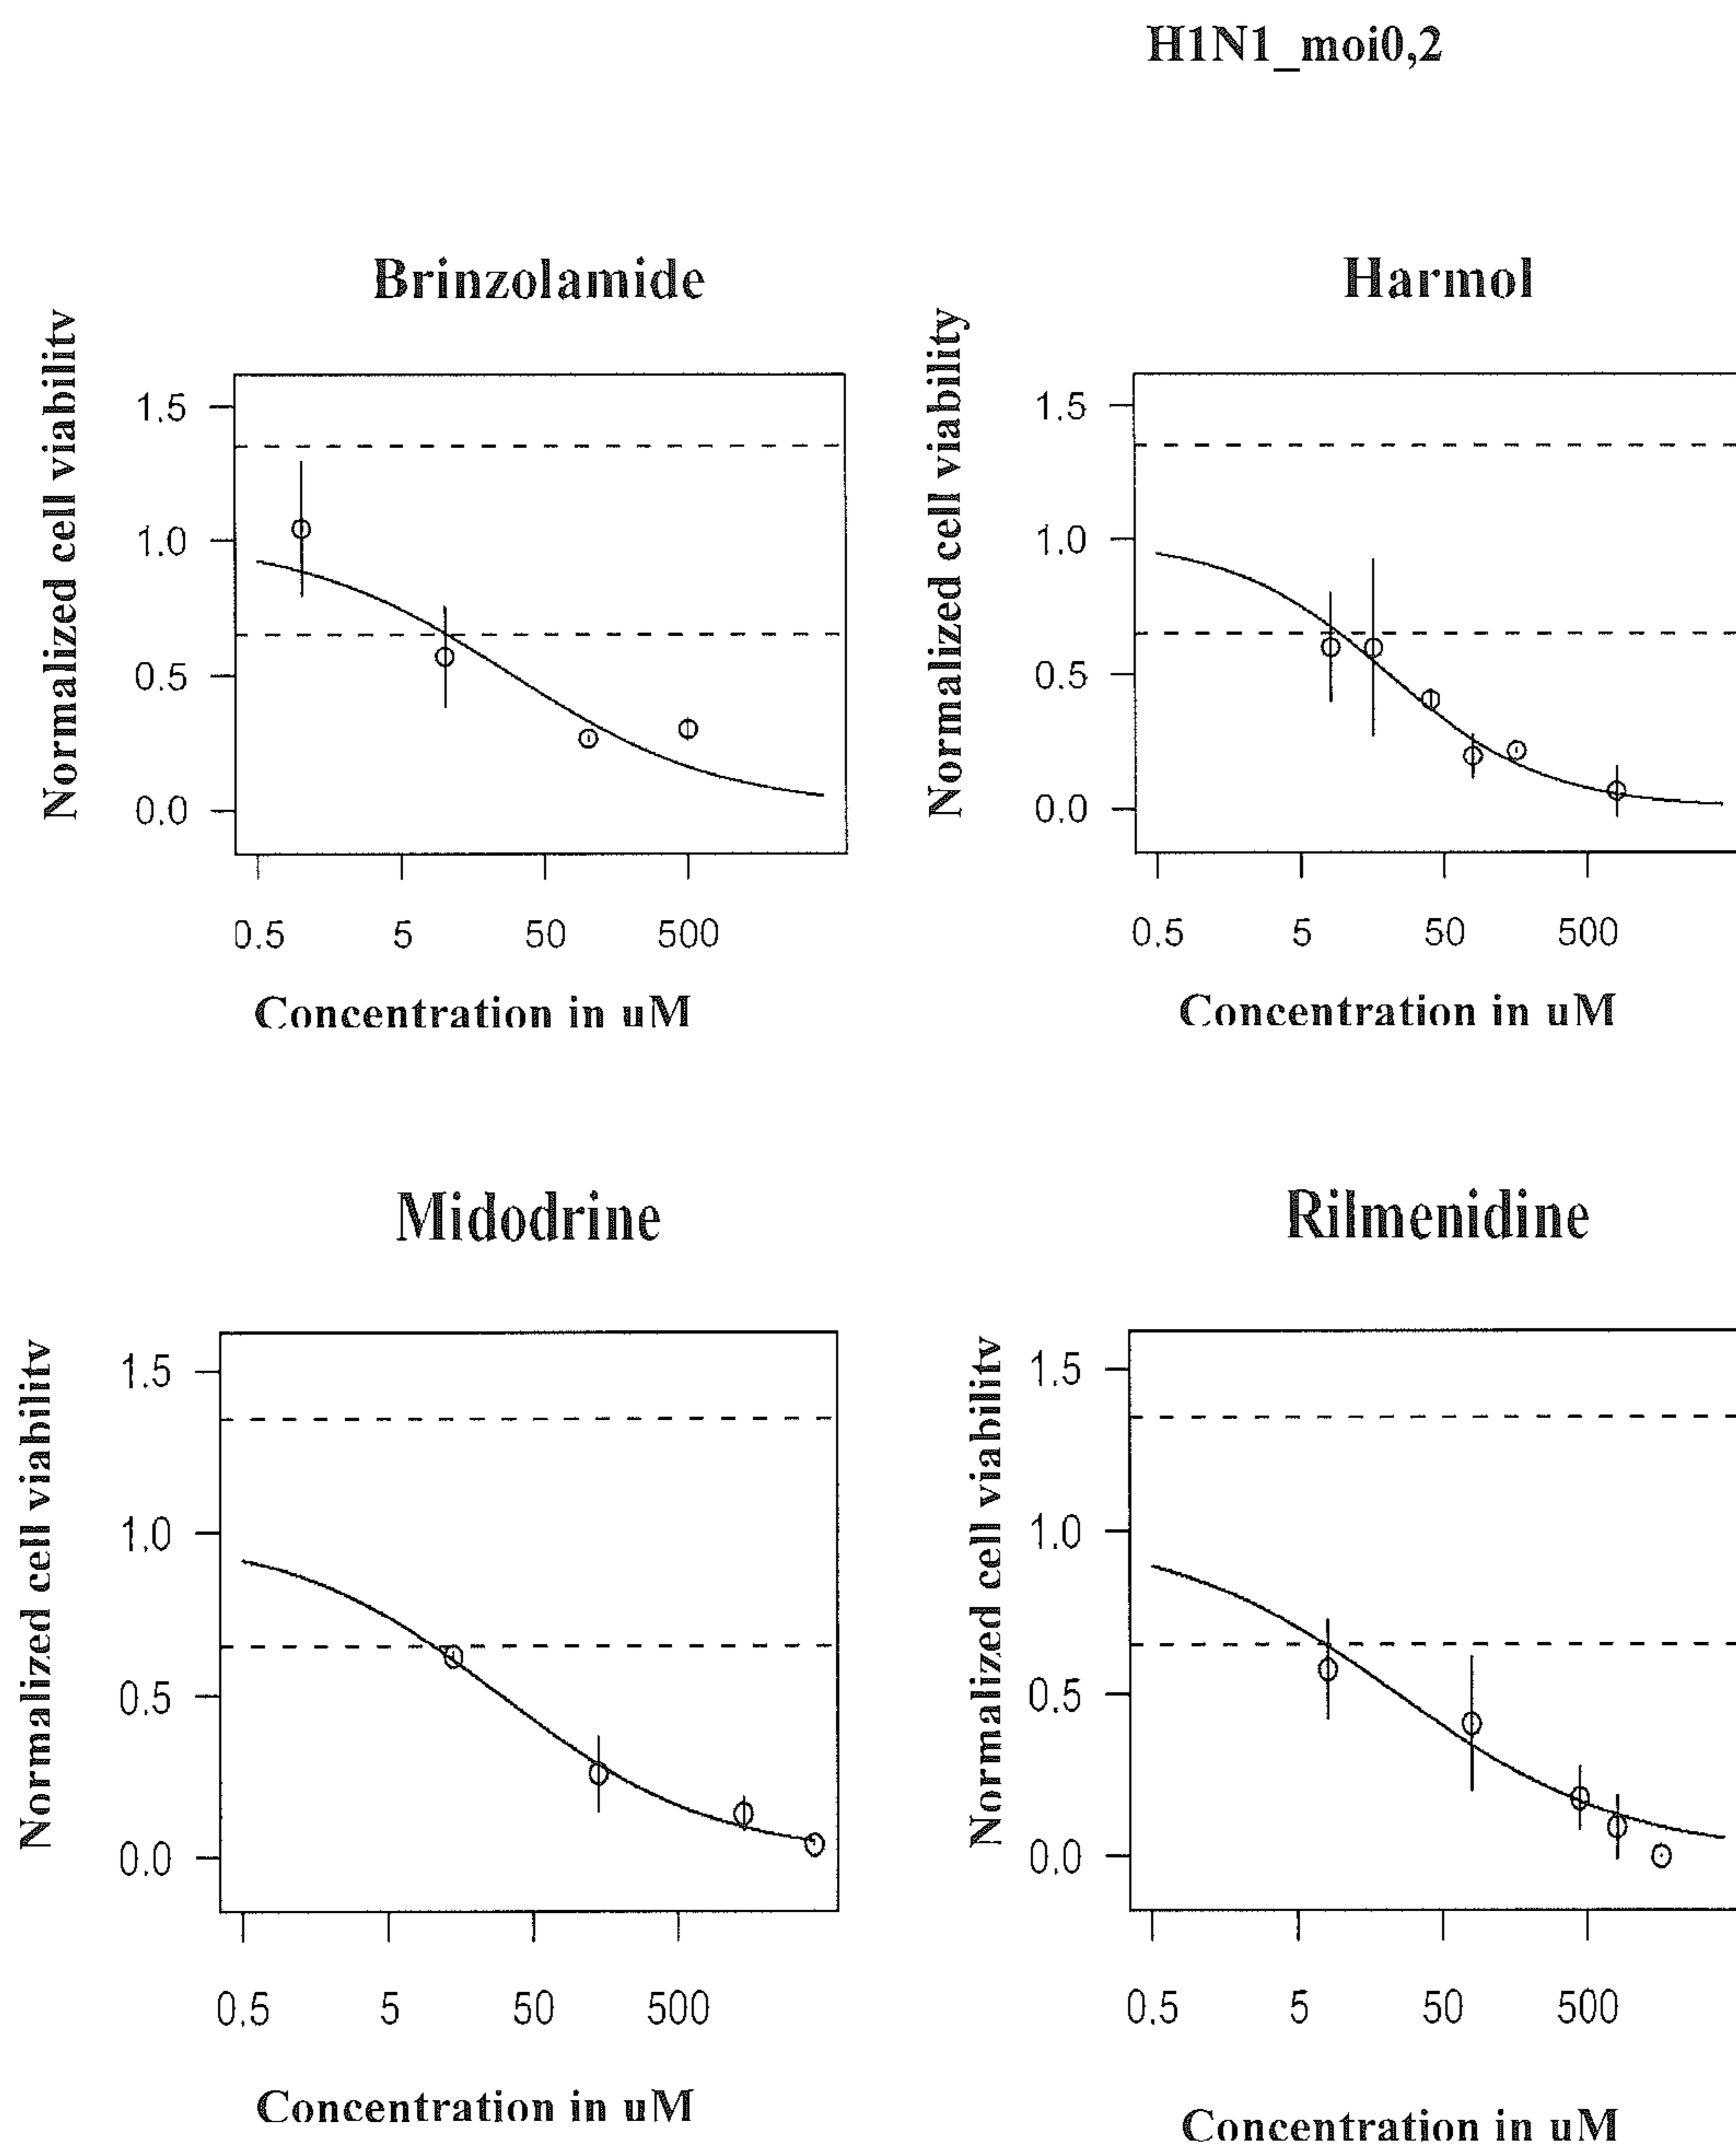 H1N1_moi0,2
Brinzolamide
Normalized cell viability
1.5
1.0
0.5
0.0
0.5 5 50 500
Concentration in uM
Harmol
Normalized cell viability
1.5
1.0
0.5
0.0
0.5 5 50 500
Concentration in uM
Midodrine
Normalized cell viability
1.5
1.0
0.5
0.0
0.5 5 50 500
Concentration in uM
Rilmenidine
Normalized cell viability
1.5
1.0
0.5
0.0
0.5 5 50 500
Concentration in uM